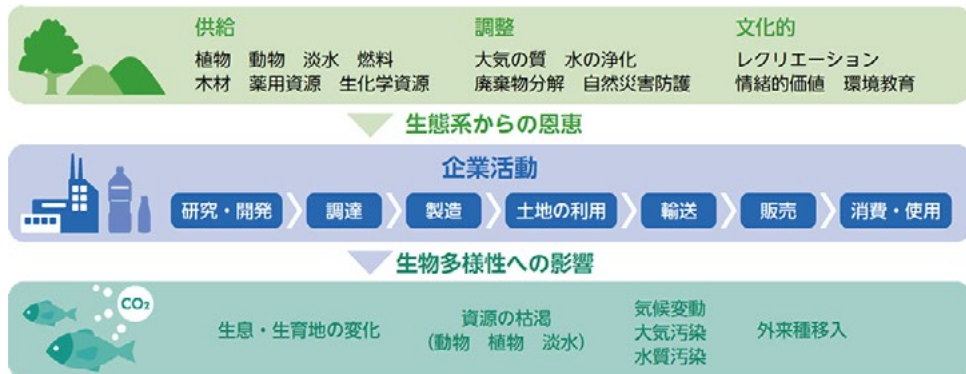 供給
植物 動物 淡水 燃料
木材 薬用資源 生化学資源
調整
大気の質 水の浄化
廃棄物分解 自然災害防護
文化的
レクリエーション
情緒的価値 環境教育
生態系からの恩恵
企業活動
研究・開発
調達
製造
土地の利用
輸送
販売
消費・使用
生物多様性への影響
CO₂
生息・生育地の変化
資源の枯渇
(動物 植物 淡水)
気候変動
大気汚染
水質汚染
外来種移入